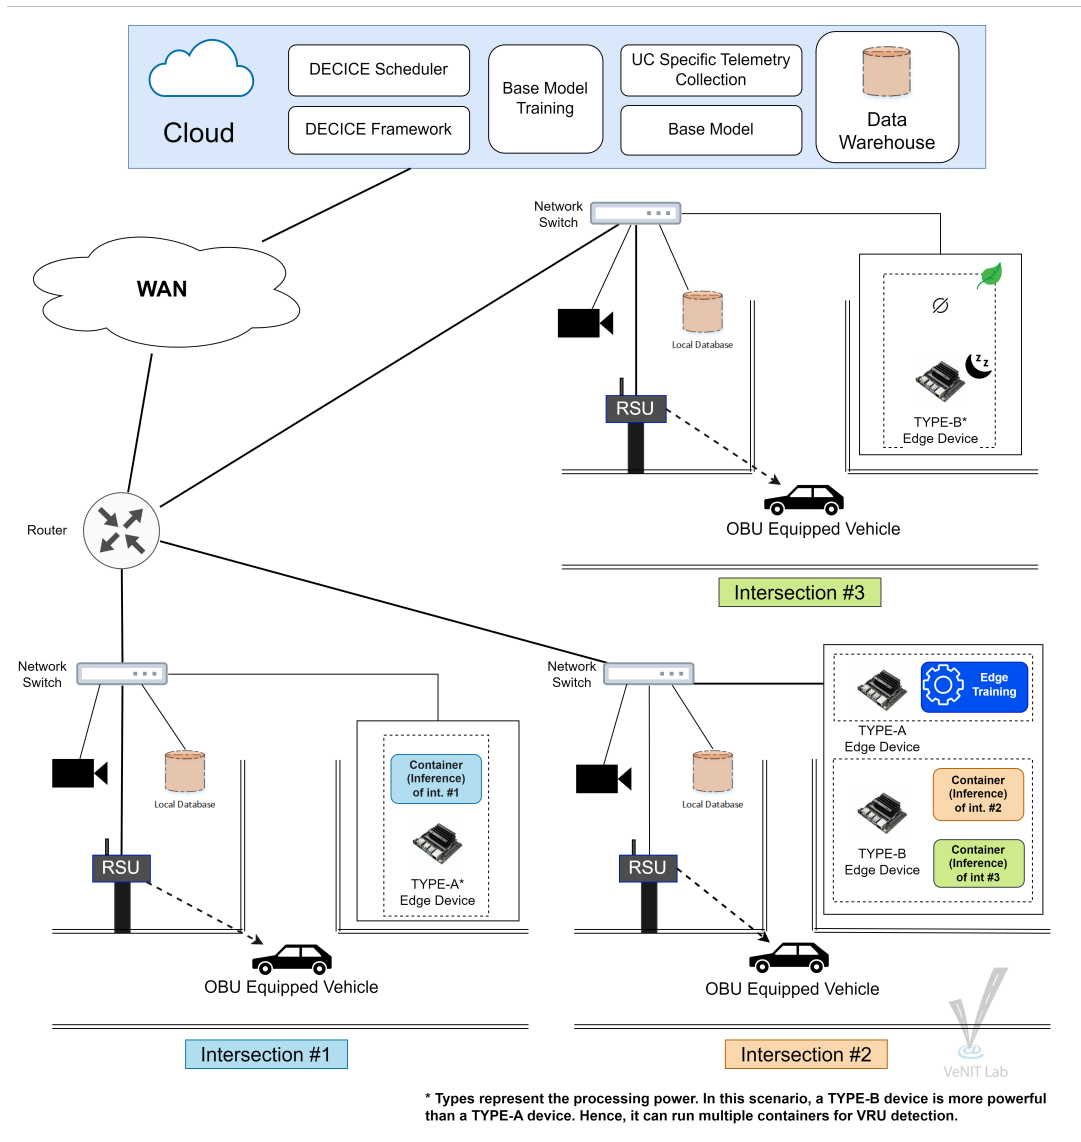 Cloud
DECICE Scheduler
DECICE Framework
Base Model
Training
UC Specific Telemetry
Collection
Base Model
Data
Warehouse
WAN
Router
Network
Switch
Local Database
RSU
z z
TYPE-B*
Edge Device
OBU Equipped Vehicle
Intersection #3
Network
Switch
Local Database
RSU
Container
(Inference)
of int. #1
TYPE-A*
Edge Device
OBU Equipped Vehicle
Intersection #1
Network
Switch
Local Database
RSU
Edge
Training
TYPE-A
Edge Device
Container
(Inference)
of int. #2
TYPE-B
Edge Device
Container
(Inference)
of int #3
OBU Equipped Vehicle
Intersection #2
@
VeNIT Lab
* Types represent the processing power. In this scenario, a TYPE-B device is more powerful
than a TYPE-A device. Hence, it can run multiple containers for VRU detection.